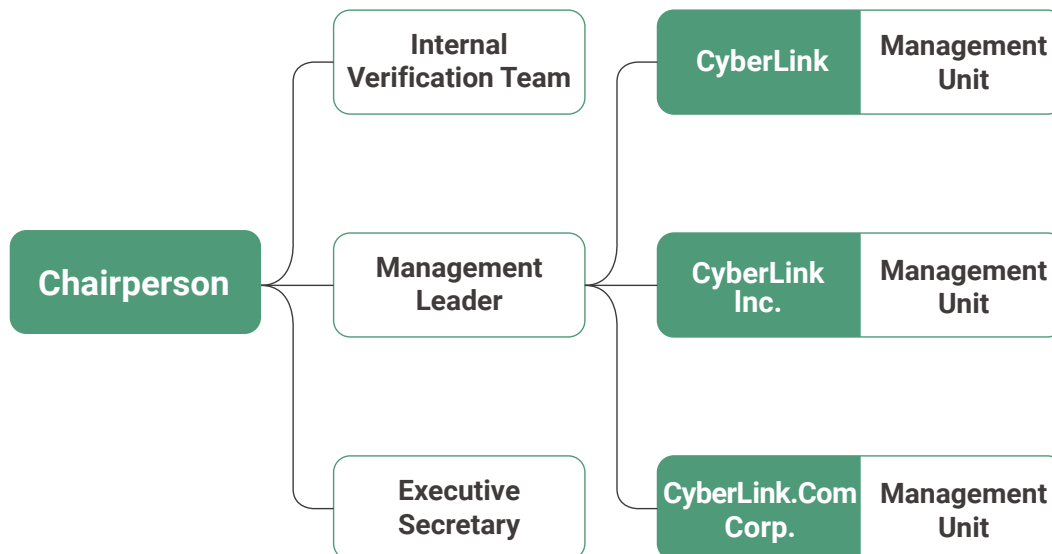 Chairperson
Internal
Verification Team
Management
Leader
Executive
Secretary
CyberLink
Management
Unit
CyberLink
Inc.
Management
Unit
CyberLink.Com
Corp.
Management
Unit